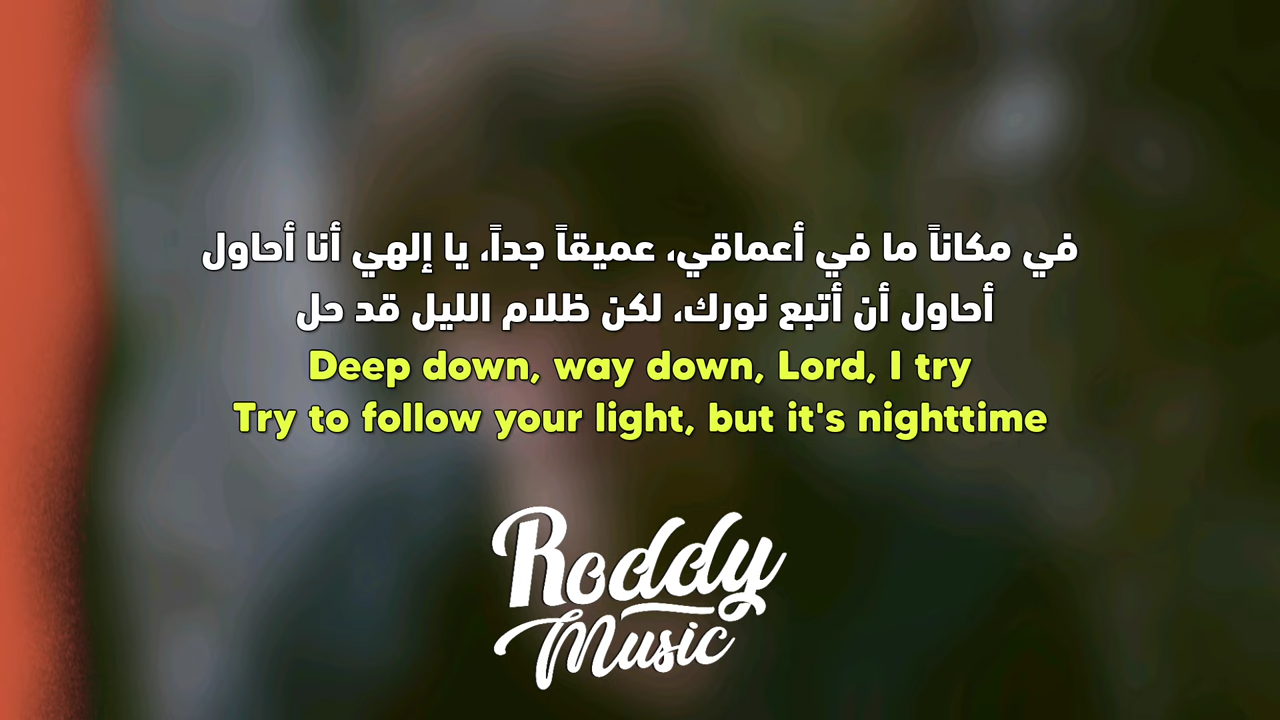 في مكاناً ما في أعماقي، عميقاً جداً، يا إلهي أنا أحاول
أحاول أن أتبع نورك، لكن ظلام الليل قد حل
Deep down, way down, Lord, I try
Try to follow your light, but it's nighttime
Roddy
Music